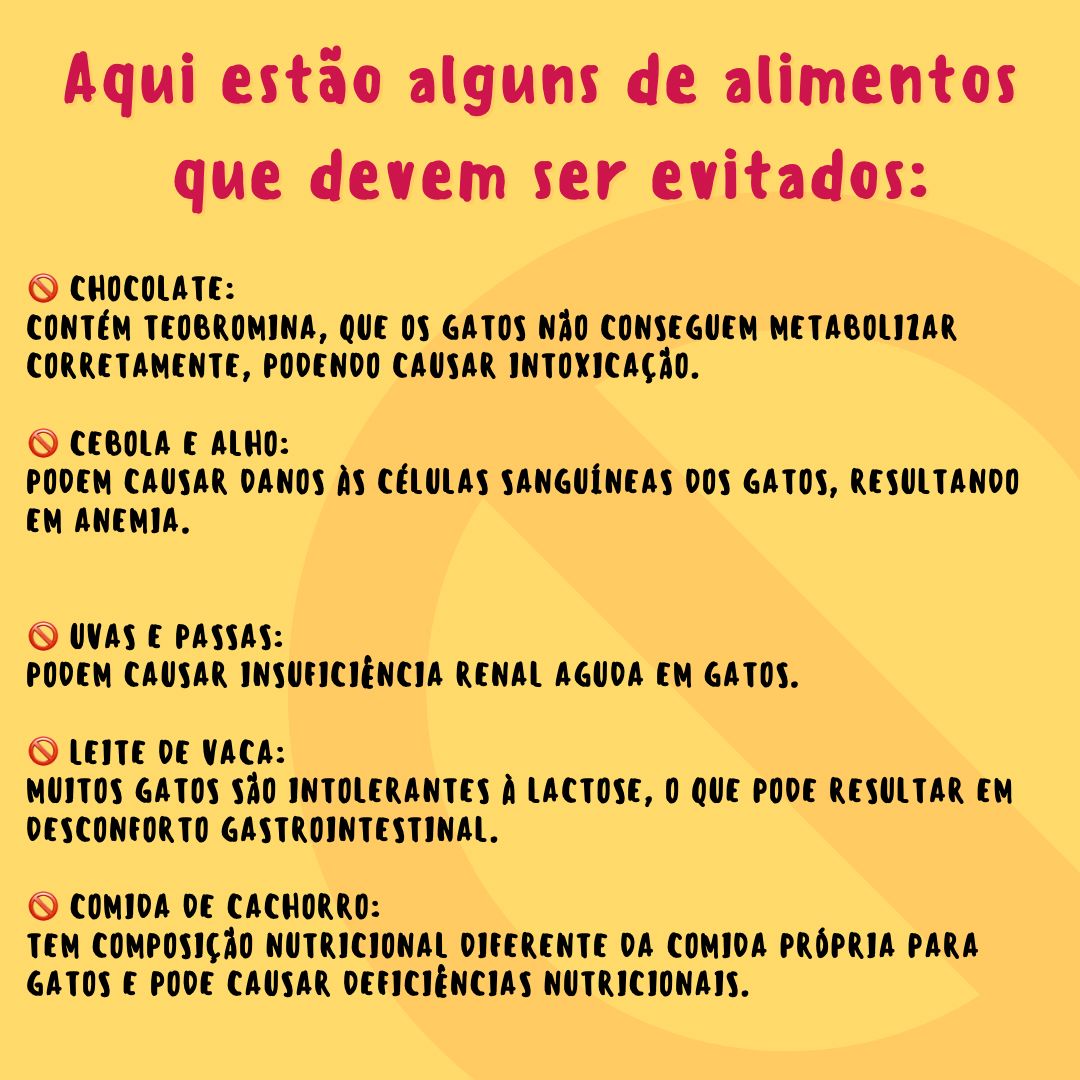 Aqui estão alguns de alimentos
que devem ser evitados:
🚫 CHOCOLATE:
CONTÉM TEOBROMINA, QUE OS GATOS NÃO CONSEGUEM METABOLIZAR
CORRETAMENTE, PODENDO CAUSAR INTOXICAÇÃO.
🚫 CEBOLA E ALHO:
PODEM CAUSAR DANOS ÀS CÉLULAS SANGUÍNEAS DOS GATOS, RESULTANDO
EM ANEMIA.
🚫 UVAS E PASSAS:
PODEM CAUSAR INSUFICIÊNCIA RENAL AGUDA EM GATOS.
🚫 LEITE DE VACA:
MUITOS GATOS SÃO INTOLERANTES À LACTOSE, O QUE PODE RESULTAR EM
DESCONFORTO GASTROINTESTINAL.
🚫 COMIDA DE CACHORRO:
TEM COMPOSIÇÃO NUTRICIONAL DIFERENTE DA COMIDA PRÓPRIA PARA
GATOS E PODE CAUSAR DEFICIÊNCIAS NUTRICIONAIS.